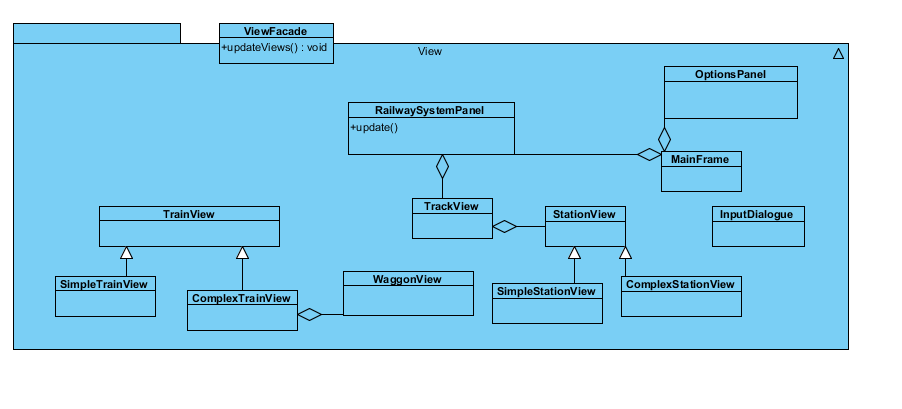 ViewFacade
+updateViews() : void
View
OptionsPanel
RailwaySystemPanel
+update()
MainFrame
TrackView
TrainView
StationView
InputDialogue
SimpleTrainView
ComplexTrainView
WaggonView
SimpleStationView
ComplexStationView